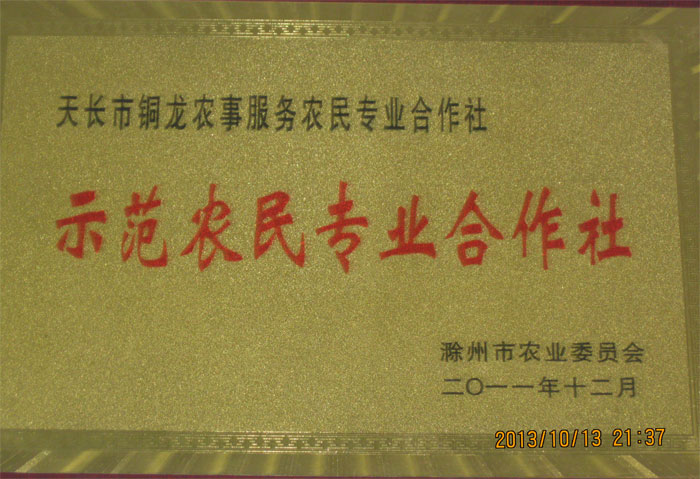 天长市铜龙农事服务农民专业合作社
示范农民专业合作社
滁州市农业委员会
二〇一一年十二月
2013/10/13 21:37